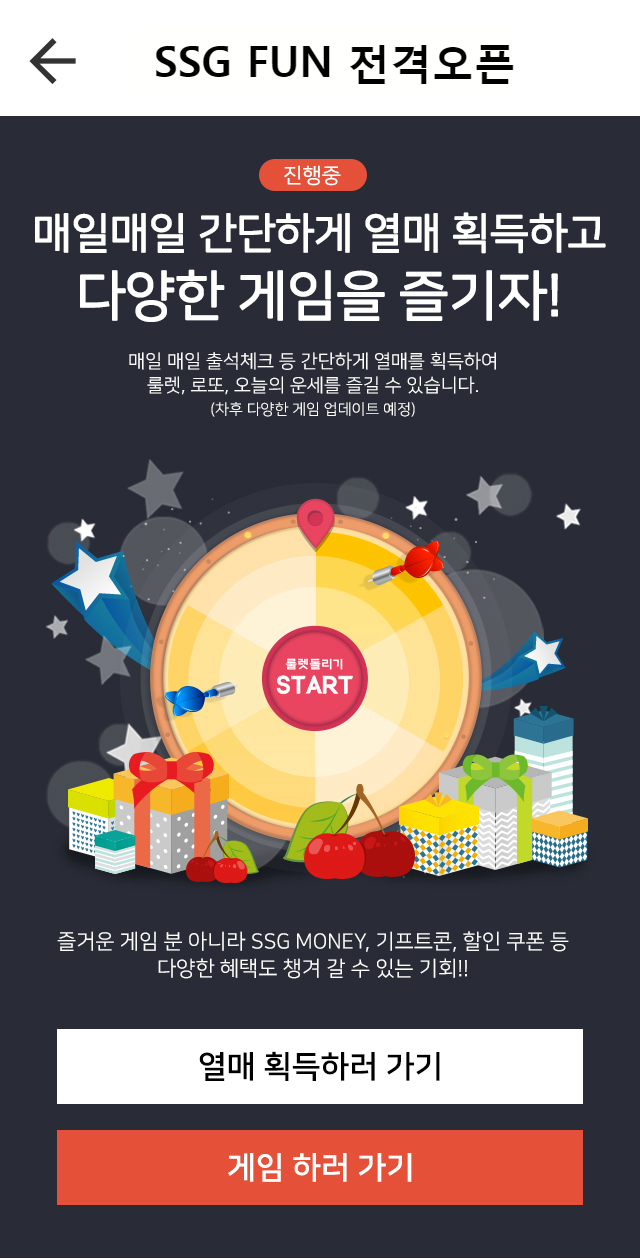 SSG FUN 전격오픈
진행중
매일매일 간단하게 열매 획득하고
다양한 게임을 즐기자!
매일 매일 출석체크 등 간단하게 열매를 획득하여
룰렛, 로또, 오늘의 운세를 즐길 수 있습니다.
(차후 다양한 게임 업데이트 예정)
룰렛돌리기
START
즐거운 게임 분 아니라 SSG MONEY, 기프트콘, 할인 쿠폰 등
다양한 혜택도 챙겨 갈 수 있는 기회!!
열매 획득하러 가기
게임 하러 가기